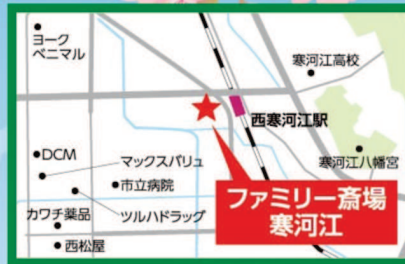 ヨーク
ベニマル
寒河江高校
西寒河江駅
DCM
マックスバリュ
市立病院
カワチ薬品
ツルハドラッグ
西松屋
寒河江八幡宮
ファミリー斎場
寒河江